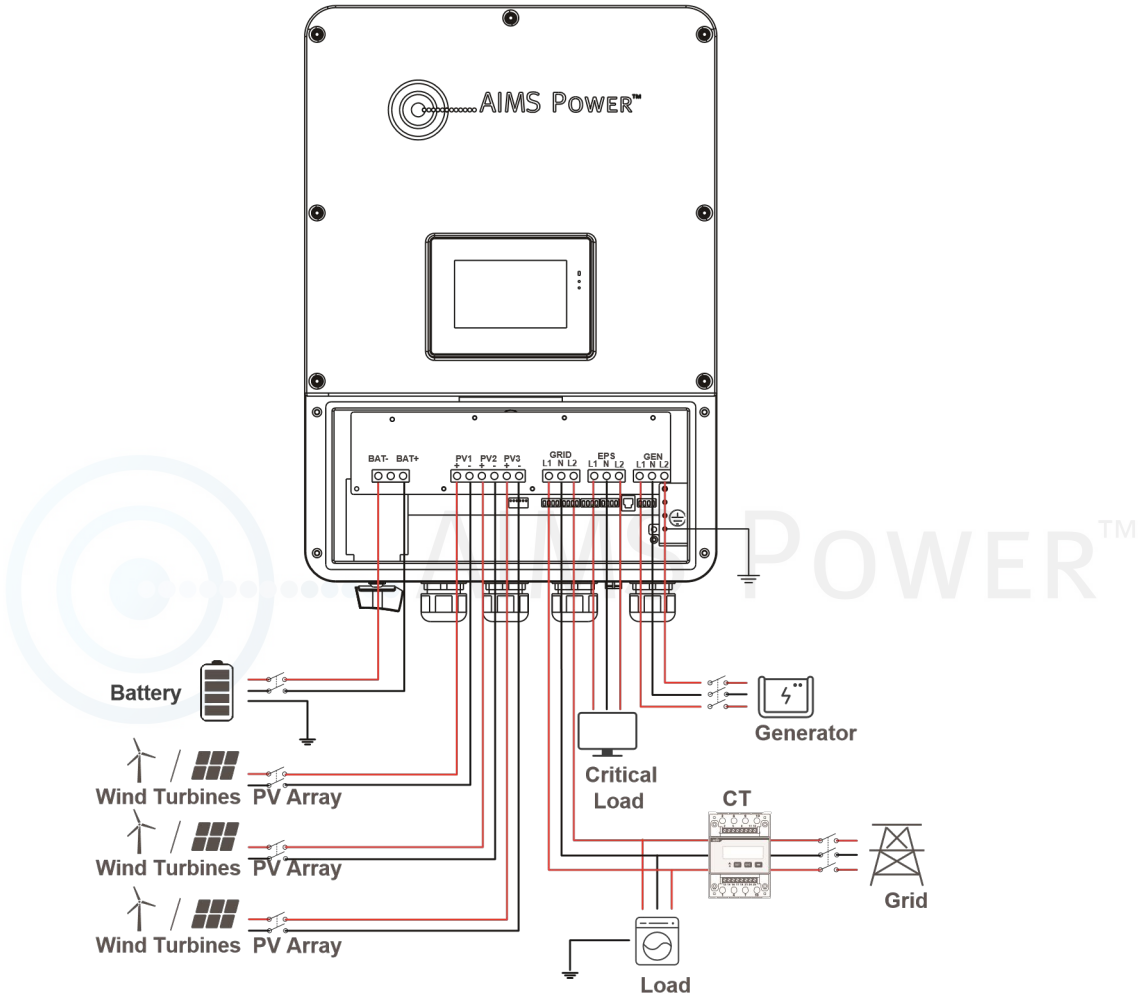 AIMS POWER™
GRID EPS GEN
BAT- BAT+ PV1 PV2 PV3 L1 N L2 L1 N L2 L1 N L2
+ - + - + -
AIMS POWER™
Battery
Generator
Wind Turbines / PV Array
Critical
Load
CT
Wind Turbines / PV Array
Grid
Wind Turbines / PV Array
Load